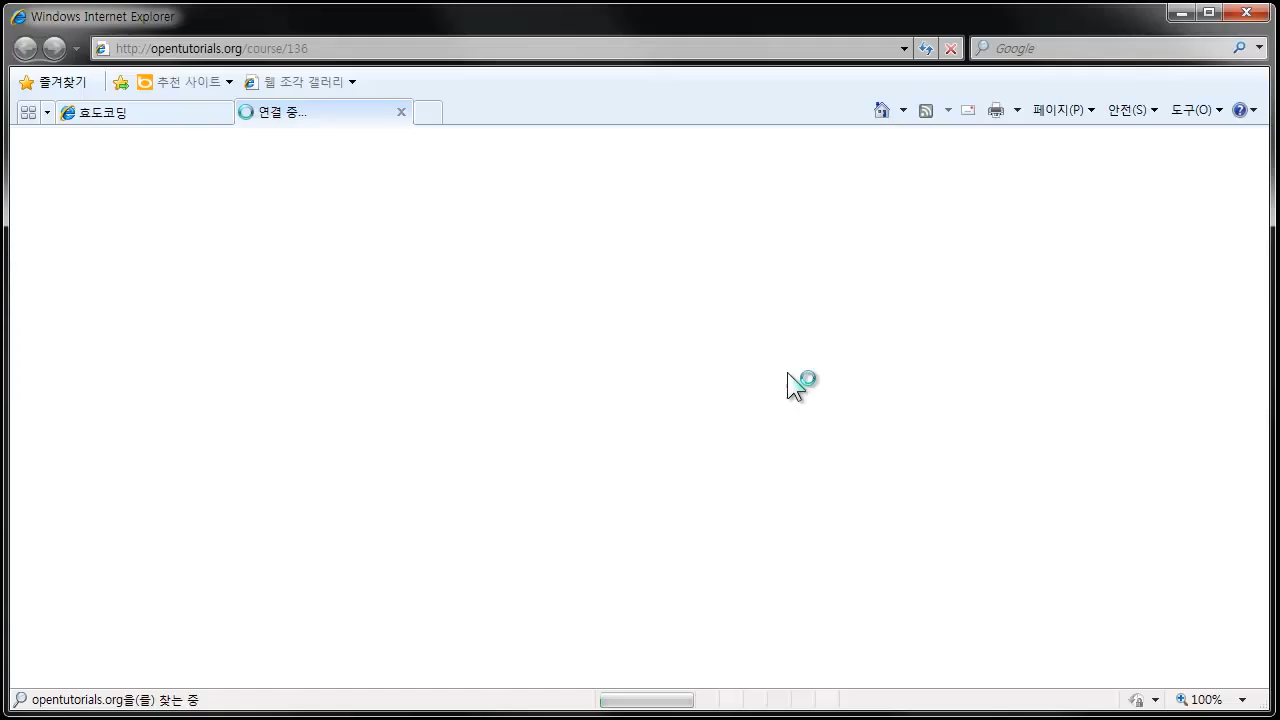 Windows Internet Explorer
http://opentutorials.org/course/136
Google
즐겨찾기
추천 사이트
웹 조각 갤러리
효도코딩
연결 중...
페이지(P)
안전(S)
도구(O)
opentutorials.org을(를) 찾는 중
100%